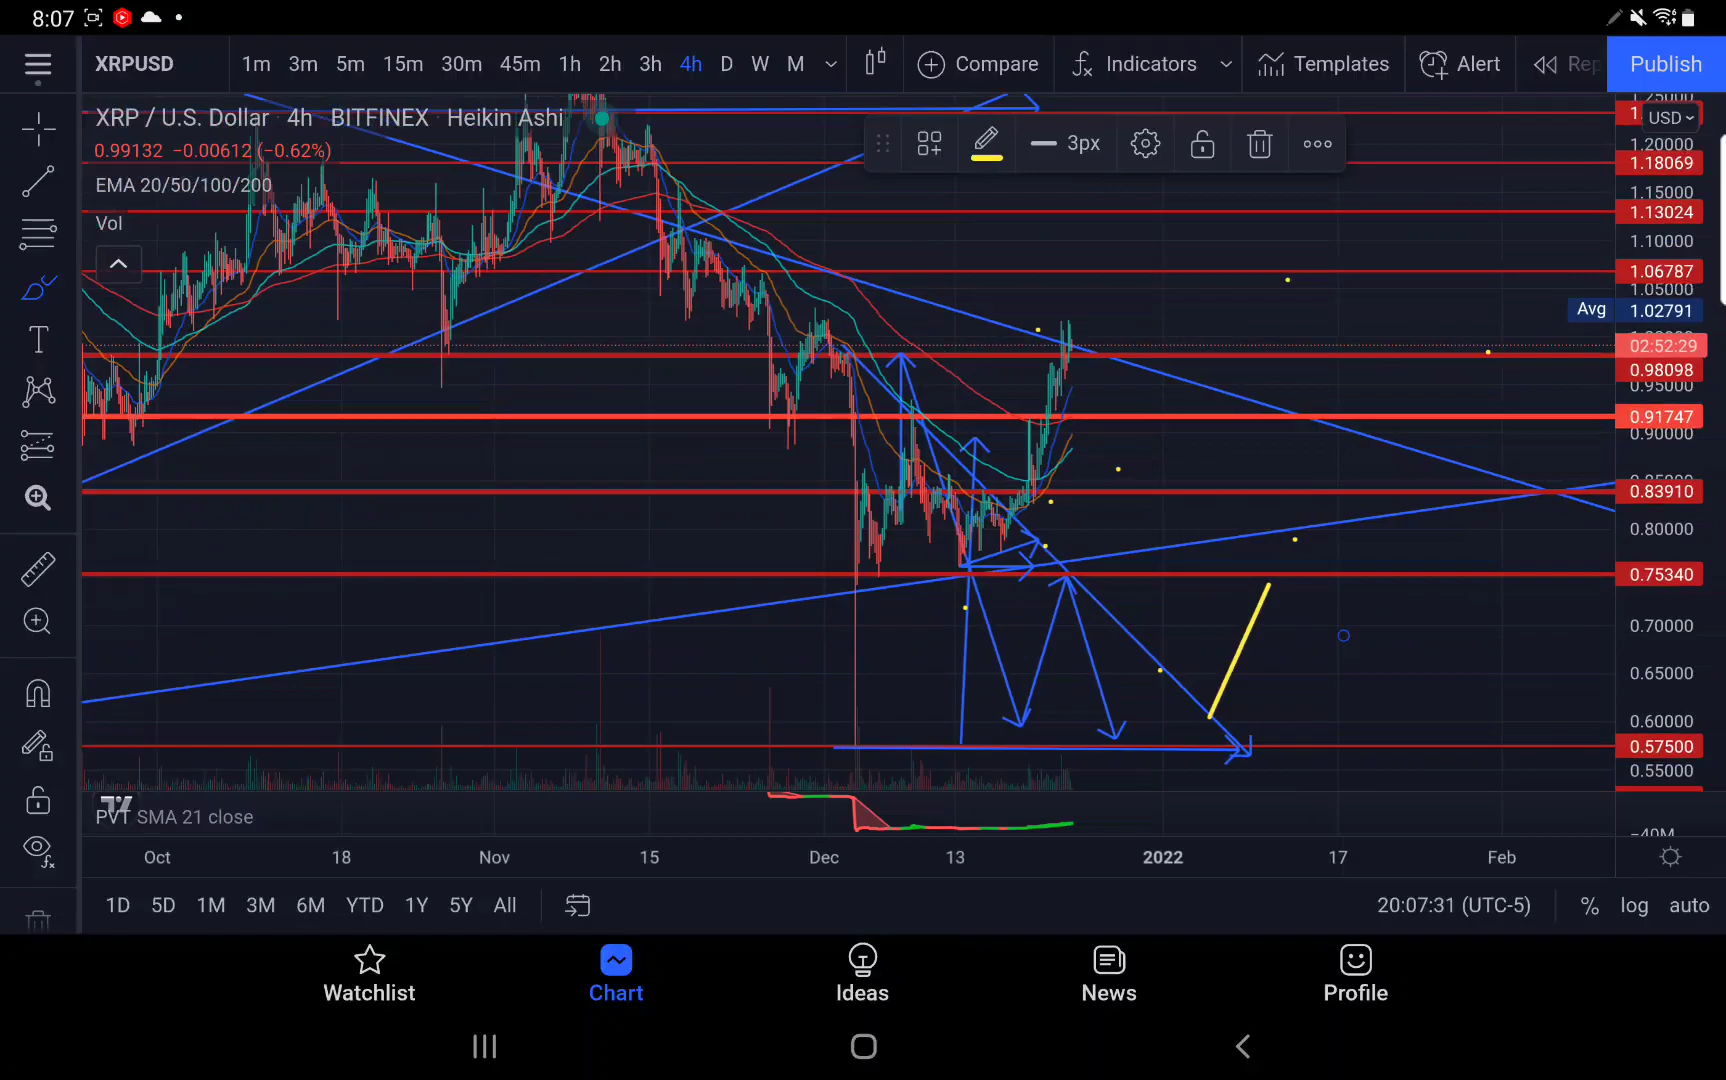 8:07
XRPUSD 1m 3m 5m 15m 30m 45m 1h 2h 3h 4h D W M Compare Indicators Templates Alert Rep Publish
XRP / U.S. Dollar 4h BITFINEX Heikin Ashi
0.99132 −0.00612 (−0.62%)
EMA 20/50/100/200
Vol
3px
1.25000
USD
1.20000
1.18069
1.15000
1.13024
1.10000
1.06787
1.05000
Avg 1.02791
02:52:29
0.98098
0.95000
0.91747
0.90000
0.83910
0.80000
0.75340
0.70000
0.65000
0.60000
0.57500
0.55000
PVT SMA 21 close
−40M
Oct 18 Nov 15 Dec 13 2022 17 Feb
1D 5D 1M 3M 6M YTD 1Y 5Y All 20:07:31 (UTC-5) % log auto
Watchlist Chart Ideas News Profile